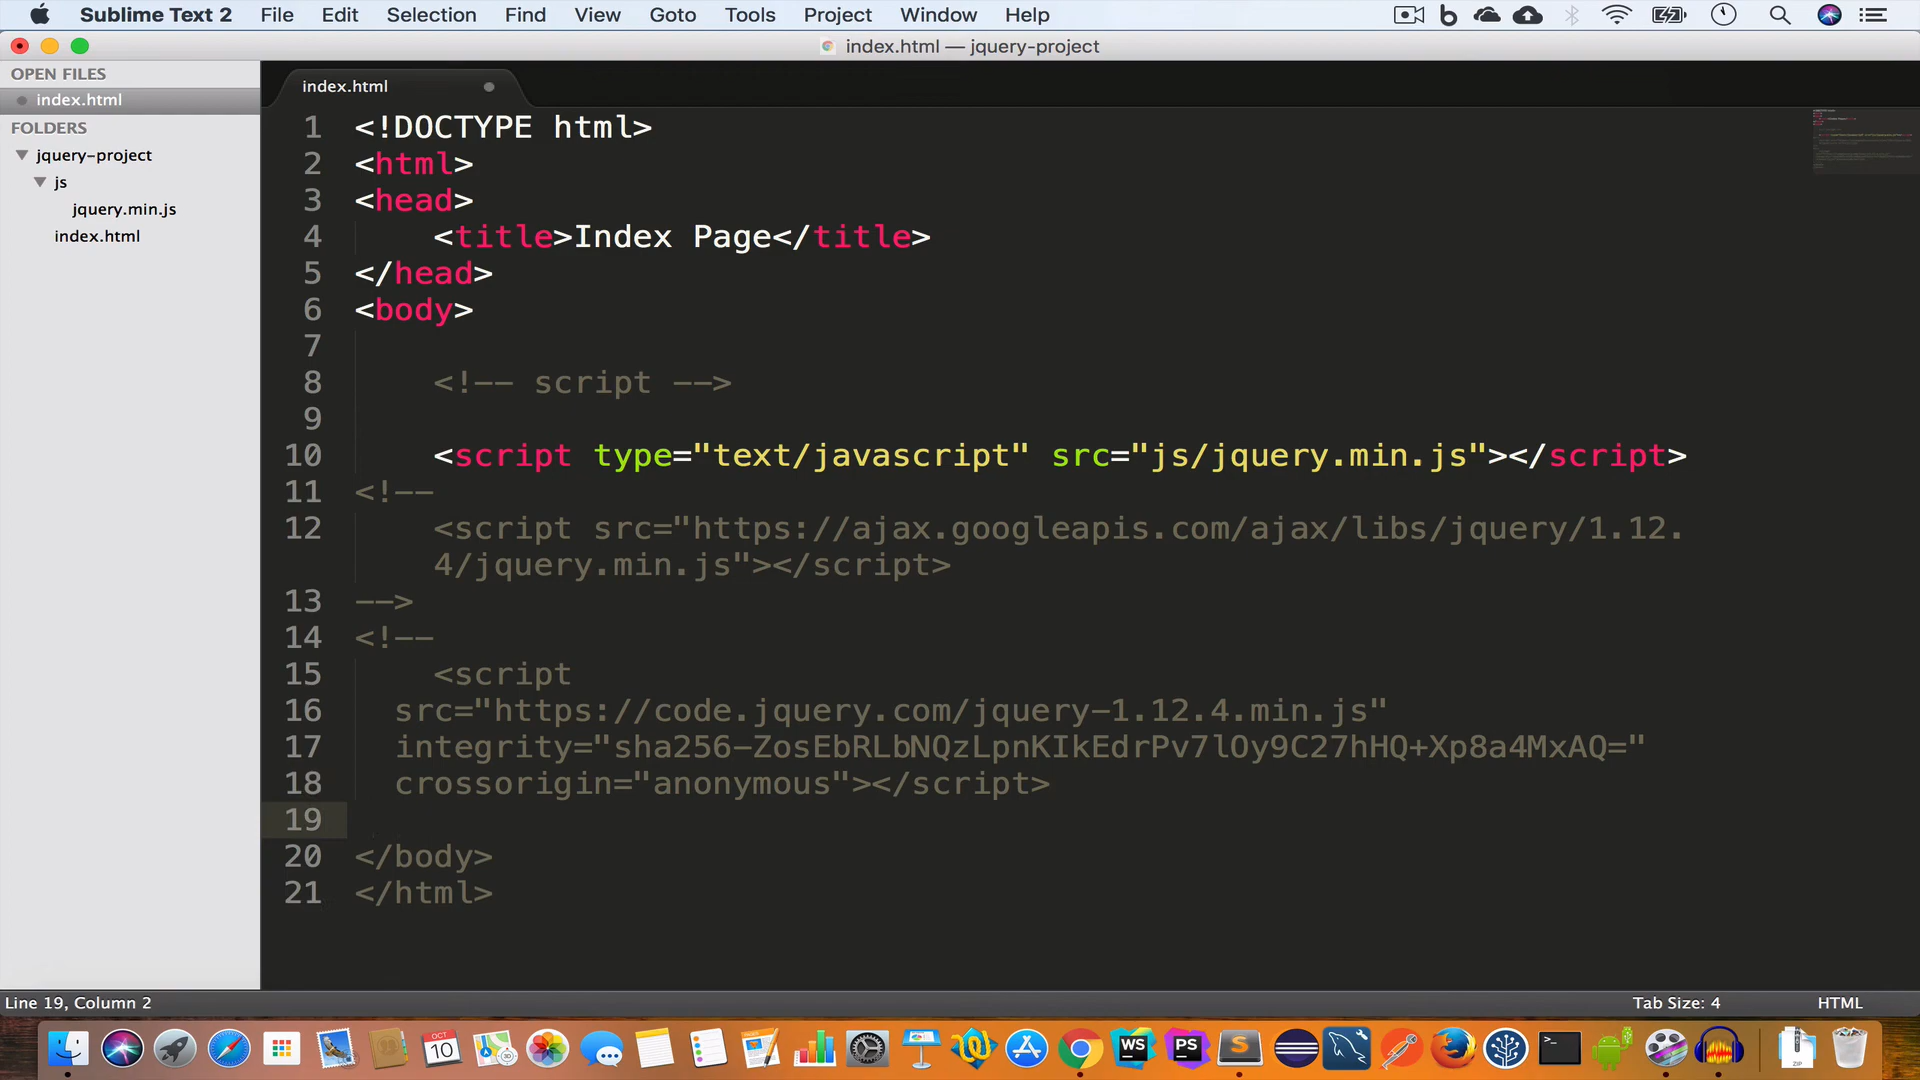 Sublime Text 2 File Edit Selection Find View Goto Tools Project Window Help
index.html — jquery-project
OPEN FILES
index.html
FOLDERS
jquery-project
js
jquery.min.js
index.html
index.html
1 <!DOCTYPE html>
2 <html>
3 <head>
4 <title>Index Page</title>
5 </head>
6 <body>
7
8 <!-- script -->
9
10 <script type="text/javascript" src="js/jquery.min.js"></script>
11 <!--
12 <script src="https://ajax.googleapis.com/ajax/libs/jquery/1.12.
4/jquery.min.js"></script>
13 -->
14 <!--
15 <script
16 src="https://code.jquery.com/jquery-1.12.4.min.js"
17 integrity="sha256-ZosEbRLbNQzLpnKIkEdrPv7lOy9C27hHQ+Xp8a4MxAQ="
18 crossorigin="anonymous"></script>
19
20 </body>
21 </html>
Line 19, Column 2
Tab Size: 4
HTML
OCT
10
3D
WS
PS
ZIP